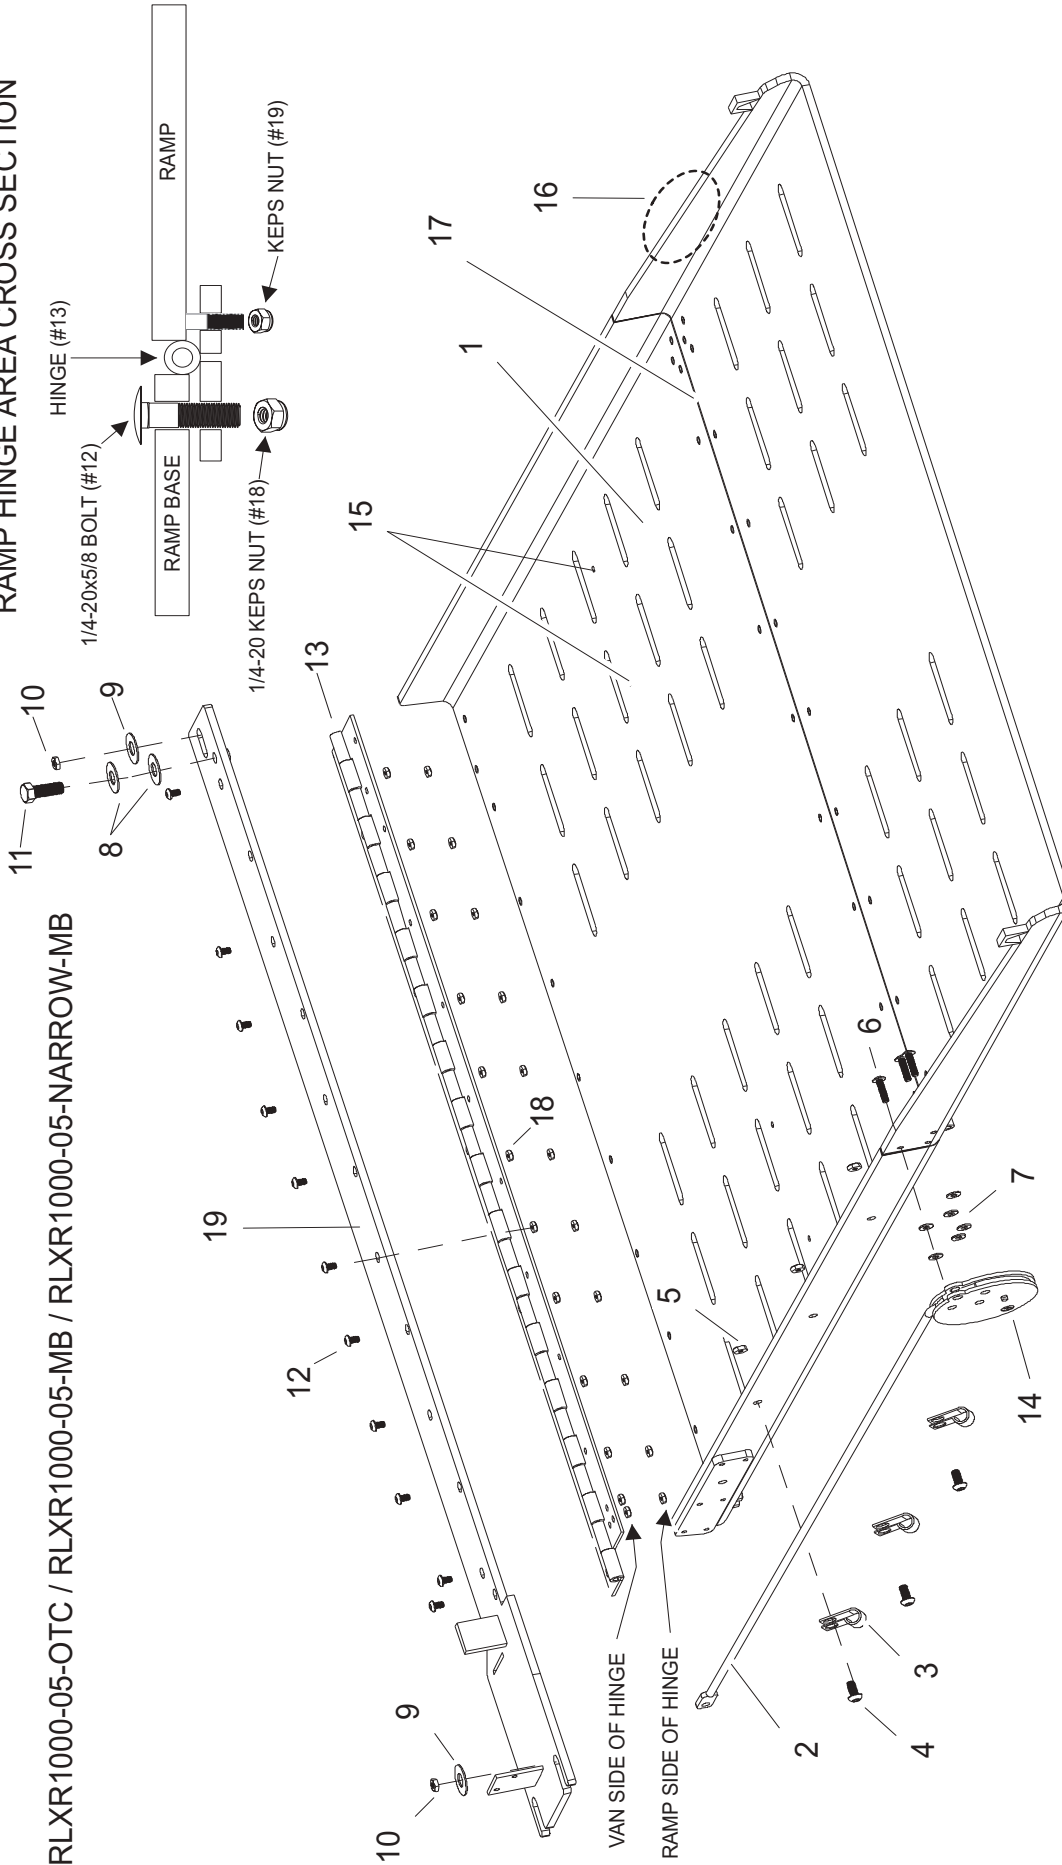 RAMP HINGE AREA CROSS SECTION
RLXR1000-05-OTC / RLXR1000-05-MB / RLXR1000-05-NARROW-MB
HINGE (#13)
1/4-20x5/8 BOLT (#12)
RAMP BASE
RAMP
KEPS NUT (#19)
1/4-20 KEPS NUT (#18)
10
9
11
8
13
15
1
17
16
19
18
12
6
7
5
14
10
9
VAN SIDE OF HINGE
RAMP SIDE OF HINGE
2
4
3